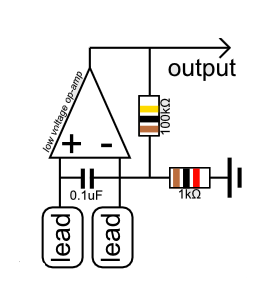 output
low voltage op-amp
+ -
100kΩ
0.1uF
1kΩ
lead
lead